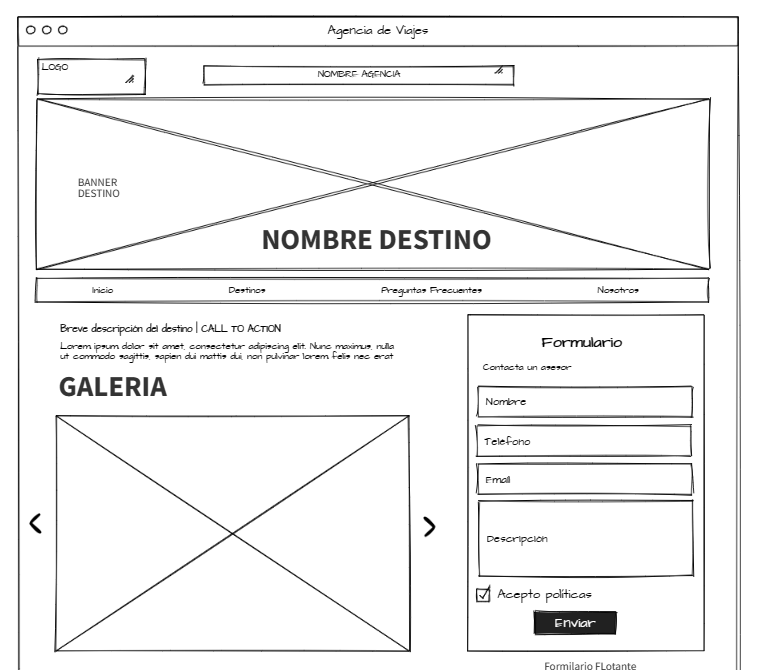 Agencia de Viajes
LOGO
NOMBRE AGENCIA
BANNER
DESTINO
NOMBRE DESTINO
Inicio
Destinos
Preguntas Frecuentes
Nosotros
Breve descripción del destino | CALL TO ACTION
Lorem ipsum dolor sit amet, consectetur adipiscing elit. Nunc maximus, nulla
ut commodo sagittis, sapien dui mattis dui, non pulvinar lorem felis nec erat
GALERIA
Formulario
Contacta un asesor
Nombre
Telefono
Email
Descripción
Acepto políticas
Enviar
Formilario FLotante